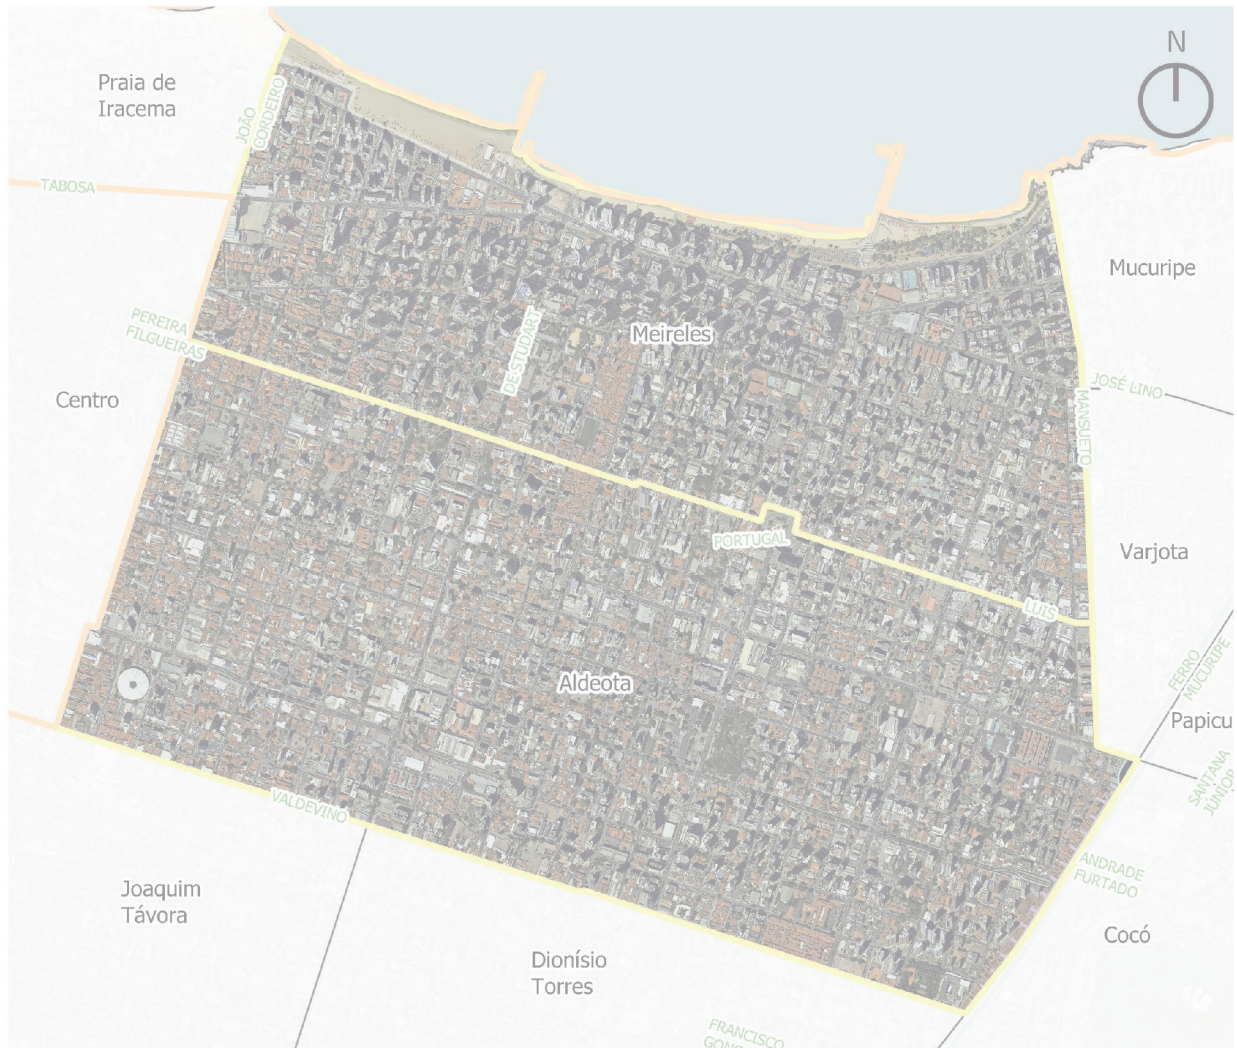 N
Praia de
Iracema
JOÃO
CORDEIRO
TABOSA
Mucuripe
PEREIRA
FILGUEIRAS
DE STUDART
Meireles
Centro
JOSÉ LINO
MANSUETO
PORTUGAL
Varjota
LUIS
FERRO
MUCURIPE
Aldeota
Papicu
SANTANA
JÚNIOR
VALDEVINO
ANDRADE
FURTADO
Joaquim
Távora
Cocó
Dionísio
Torres
FRANCISCO